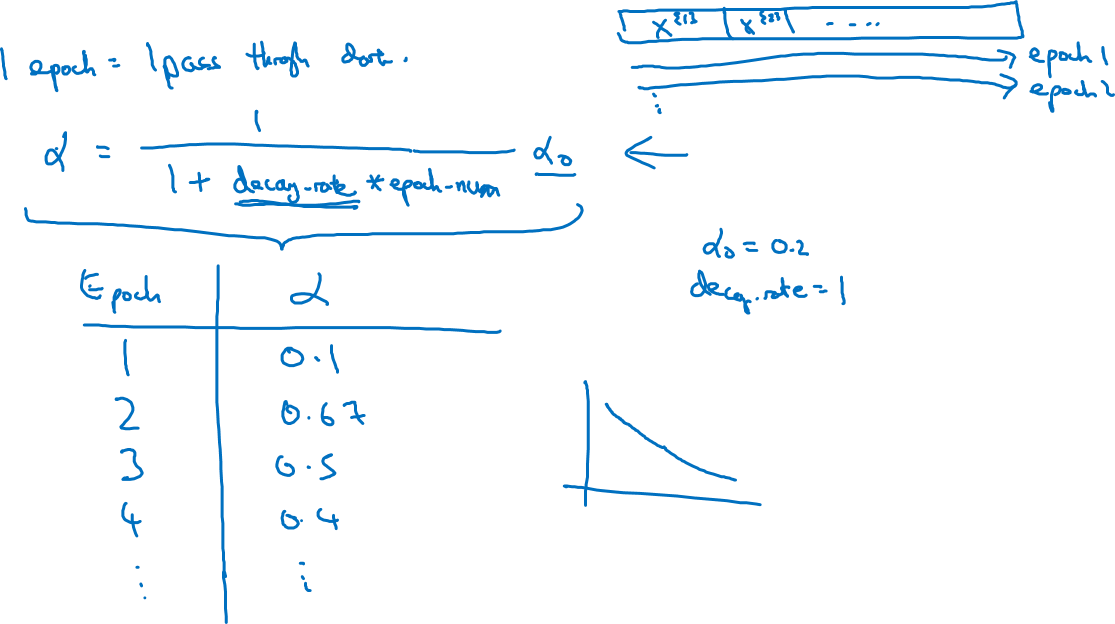 X^{1} X^{2} ....
1 epoch = 1 pass through data.
epoch 1
epoch 2
⋮
α = 1 / (1 + decay-rate * epoch-num) α₀ ←
α₀ = 0.2
decay.rate = 1
Epoch α
1 0.1
2 0.67
3 0.5
4 0.4
⋮ ⋮